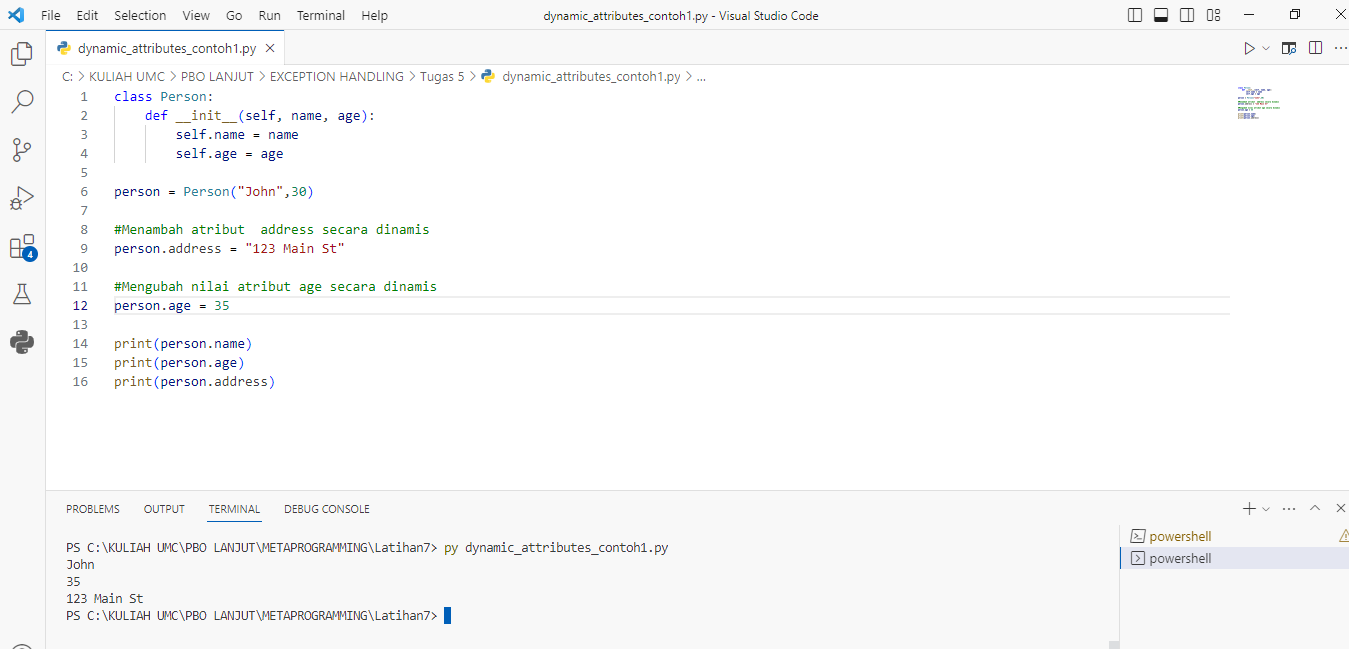 File Edit Selection View Go Run Terminal Help dynamic_attributes_contoh1.py - Visual Studio Code
dynamic_attributes_contoh1.py
C: > KULIAH UMC > PBO LANJUT > EXCEPTION HANDLING > Tugas 5 > dynamic_attributes_contoh1.py > ...
1 class Person:
2     def __init__(self, name, age):
3         self.name = name
4         self.age = age
5
6 person = Person("John",30)
7
8 #Menambah atribut  address secara dinamis
9 person.address = "123 Main St"
10
11 #Mengubah nilai atribut age secara dinamis
12 person.age = 35
13
14 print(person.name)
15 print(person.age)
16 print(person.address)
4
PROBLEMS OUTPUT TERMINAL DEBUG CONSOLE
PS C:\KULIAH UMC\PBO LANJUT\METAPROGRAMMING\Latihan7> py dynamic_attributes_contoh1.py
John
35
123 Main St
PS C:\KULIAH UMC\PBO LANJUT\METAPROGRAMMING\Latihan7>
powershell
powershell